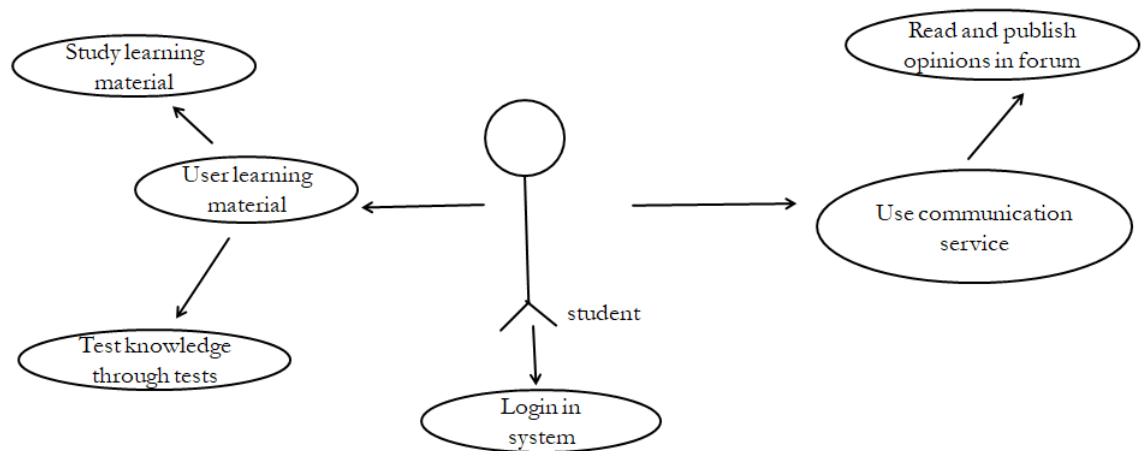 Study learning
material
User learning
material
Test knowledge
through tests
student
Login in
system
Read and publish
opinions in forum
Use communication
service